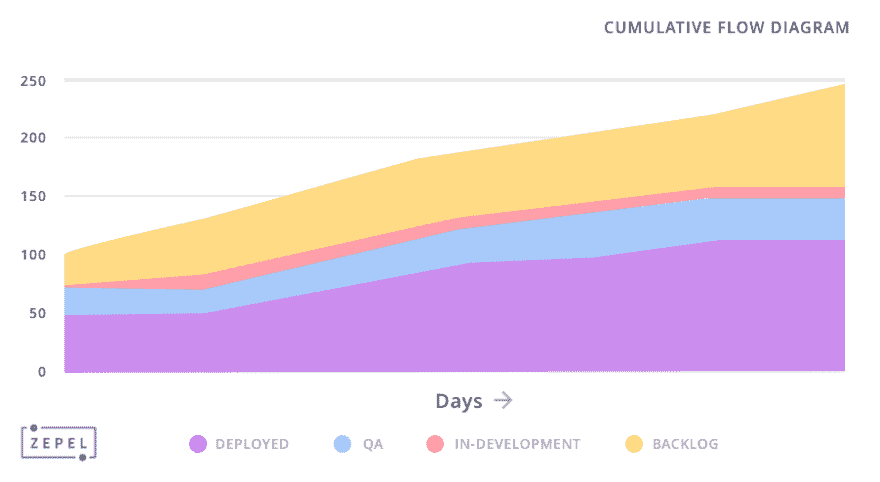 CUMULATIVE FLOW DIAGRAM
250
200
150
100
50
0
Days →
ZEPEL
DEPLOYED
QA
IN-DEVELOPMENT
BACKLOG